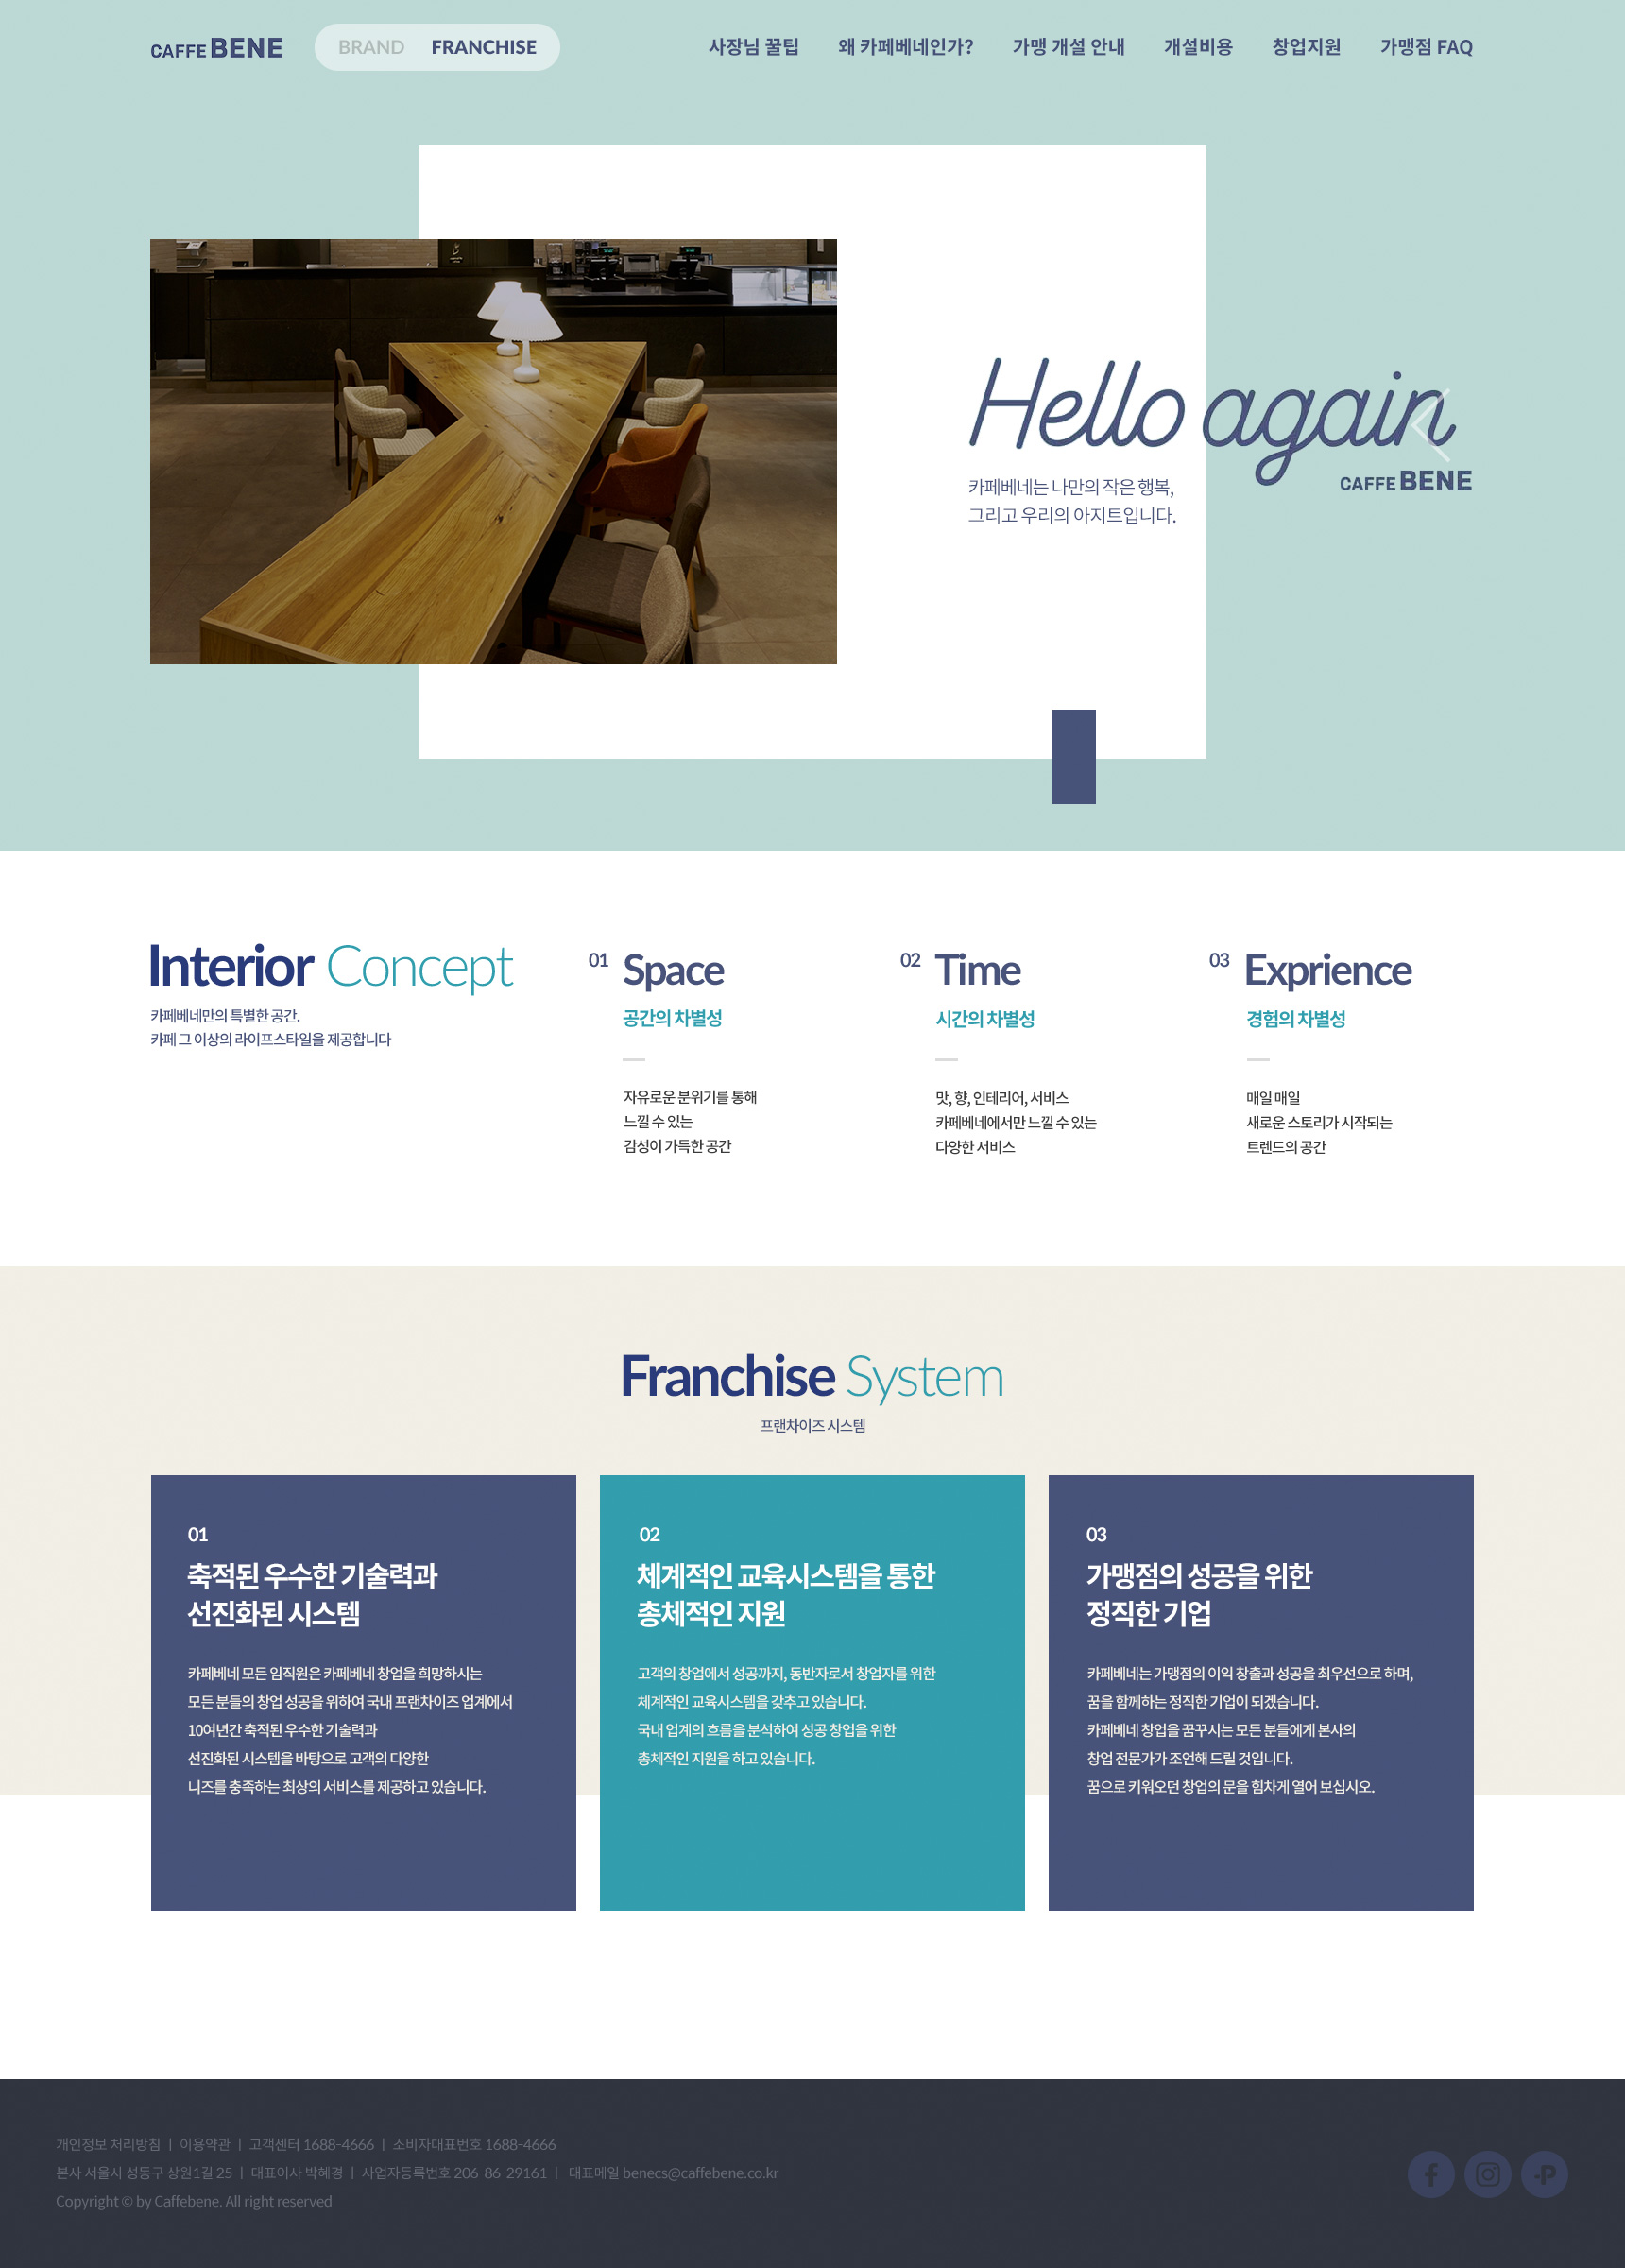 CAFFE BENE
BRAND FRANCHISE
사장님 꿀팁 왜 카페베네인가? 가맹 개설 안내 개설비용 창업지원 가맹점 FAQ
Hello again
CAFFE BENE
카페베네는 나만의 작은 행복,
그리고 우리의 아지트입니다.
Interior Concept
카페베네만의 특별한 공간.
카페 그 이상의 라이프스타일을 제공합니다
01 Space
공간의 차별성
자유로운 분위기를 통해
느낄 수 있는
감성이 가득한 공간
02 Time
시간의 차별성
맛, 향, 인테리어, 서비스
카페베네에서만 느낄 수 있는
다양한 서비스
03 Exprience
경험의 차별성
매일 매일
새로운 스토리가 시작되는
트렌드의 공간
Franchise System
프랜차이즈 시스템
01
축적된 우수한 기술력과
선진화된 시스템
카페베네 모든 임직원은 카페베네 창업을 희망하시는
모든 분들의 창업 성공을 위하여 국내 프랜차이즈 업계에서
10여년간 축적된 우수한 기술력과
선진화된 시스템을 바탕으로 고객의 다양한
니즈를 충족하는 최상의 서비스를 제공하고 있습니다.
02
체계적인 교육시스템을 통한
총체적인 지원
고객의 창업에서 성공까지, 동반자로서 창업자를 위한
체계적인 교육시스템을 갖추고 있습니다.
국내 업계의 흐름을 분석하여 성공 창업을 위한
총체적인 지원을 하고 있습니다.
03
가맹점의 성공을 위한
정직한 기업
카페베네는 가맹점의 이익 창출과 성공을 최우선으로 하며,
꿈을 함께하는 정직한 기업이 되겠습니다.
카페베네 창업을 꿈꾸시는 모든 분들에게 본사의
창업 전문가가 조언해 드릴 것입니다.
꿈으로 키워오던 창업의 문을 힘차게 열어 보십시오.
개인정보 처리방침 | 이용약관 | 고객센터 1688-4666 | 소비자대표번호 1688-4666
본사 서울시 성동구 상원1길 25 | 대표이사 박혜경 | 사업자등록번호 206-86-29161 | 대표메일 benecs@caffebene.co.kr
Copyright © by Caffebene. All right reserved